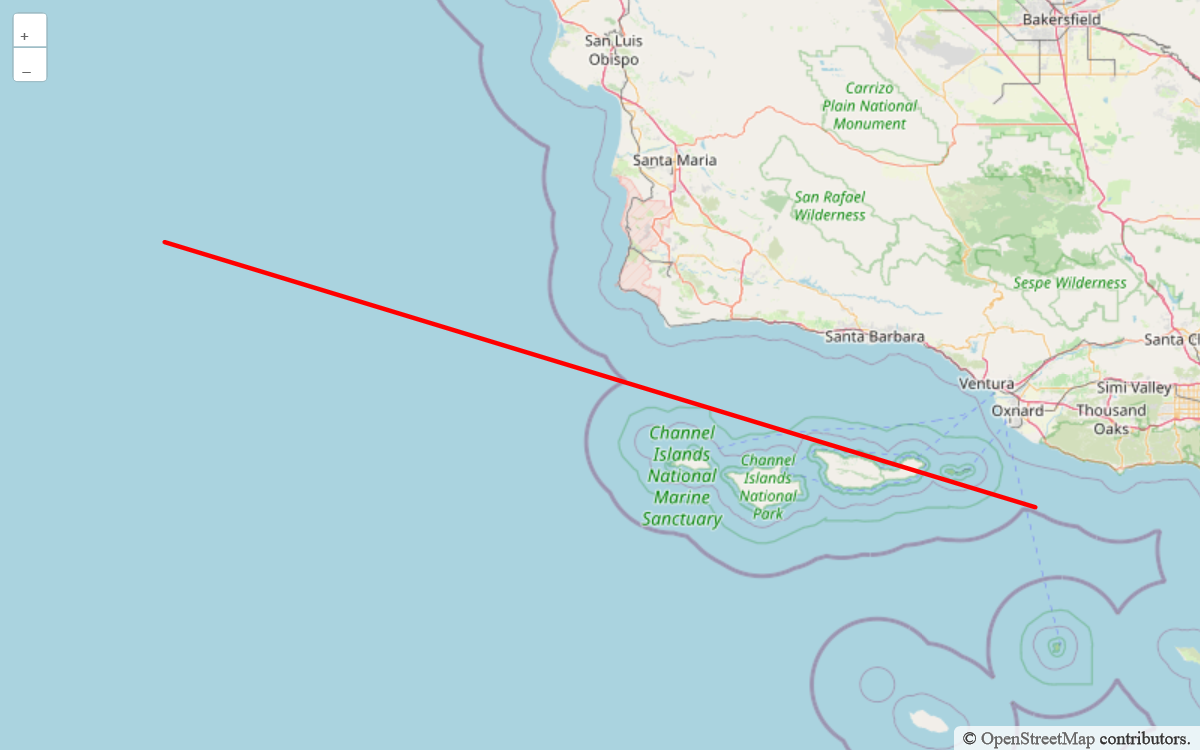 +
–
Bakersfield
San Luis
Obispo
Carrizo
Plain National
Monument
Santa Maria
San Rafael
Wilderness
Sespe Wilderness
Santa Barbara
Santa Cl
Ventura
Simi Valley
Oxnard
Thousand
Oaks
Channel
Islands
National
Marine
Sanctuary
Channel
Islands
National
Park
© OpenStreetMap contributors.